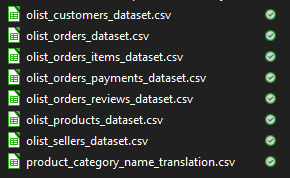 olist_customers_dataset.csv
olist_orders_dataset.csv
olist_orders_items_dataset.csv
olist_orders_payments_dataset.csv
olist_orders_reviews_dataset.csv
olist_products_dataset.csv
olist_sellers_dataset.csv
product_category_name_translation.csv